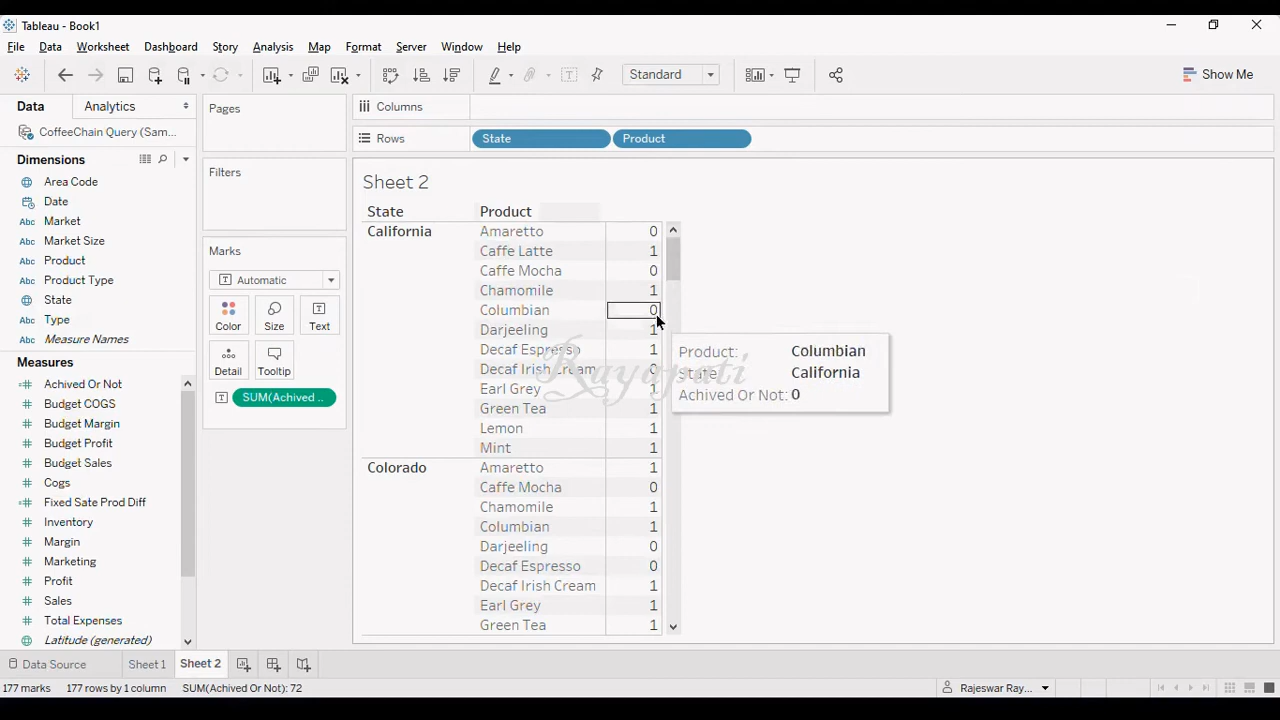 Tableau - Book1
File Data Worksheet Dashboard Story Analysis Map Format Server Window Help
Standard
Show Me
Data Analytics
Pages
Columns
CoffeeChain Query (Sam...
Rows State Product
Dimensions
Filters
Sheet 2
Area Code
Date
Abc Market
Abc Market Size
Abc Product
Abc Product Type
State
Abc Type
Abc Measure Names
Marks
Automatic
Color Size Text
Detail Tooltip
SUM(Achived ..
Measures
Achived Or Not
Budget COGS
Budget Margin
Budget Profit
Budget Sales
Cogs
Fixed Sate Prod Diff
Inventory
Margin
Marketing
Profit
Sales
Total Expenses
Latitude (generated)
State Product
California Amaretto 0
Caffe Latte 1
Caffe Mocha 0
Chamomile 1
Columbian 0
Darjeeling 1
Decaf Espresso 1
Decaf Irish Cream 0
Earl Grey 1
Green Tea 1
Lemon 1
Mint 1
Colorado Amaretto 1
Caffe Mocha 0
Chamomile 1
Columbian 1
Darjeeling 0
Decaf Espresso 0
Decaf Irish Cream 1
Earl Grey 1
Green Tea 1
Rayapati
Product: Columbian
State: California
Achived Or Not: 0
Data Source Sheet 1 Sheet 2
177 marks 177 rows by 1 column SUM(Achived Or Not): 72
Rajeswar Ray...